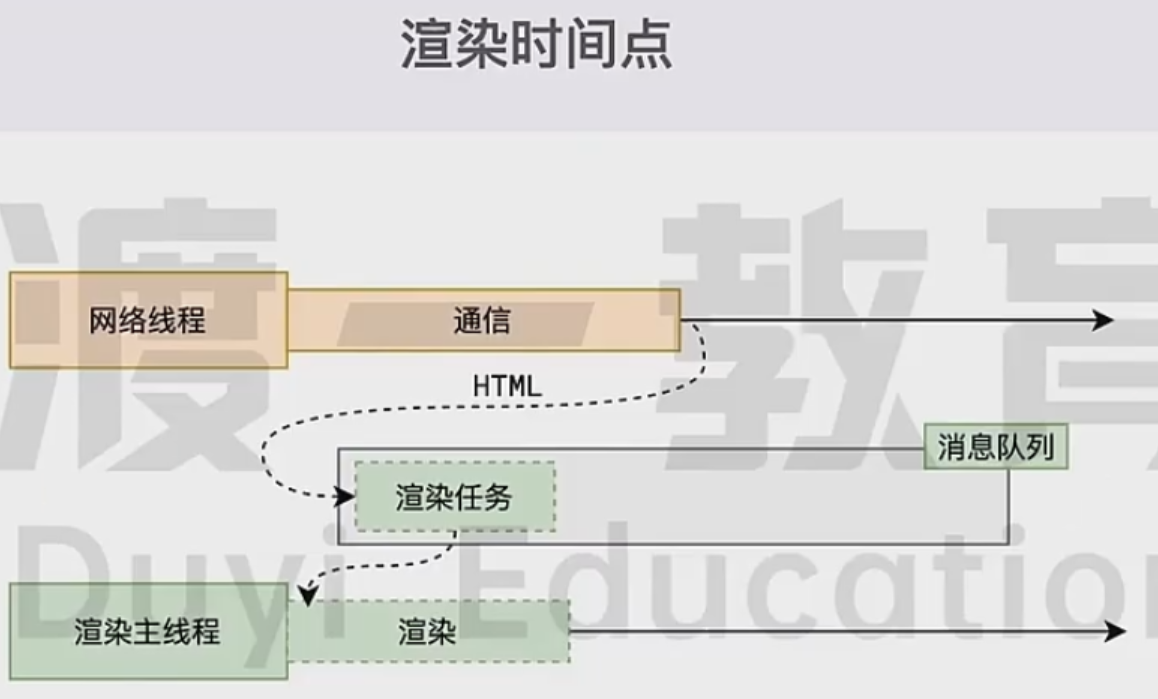 渲染时间点
渡一教育
网络线程
通信
HTML
消息队列
渲染任务
Duyi Education
渲染主线程
渲染